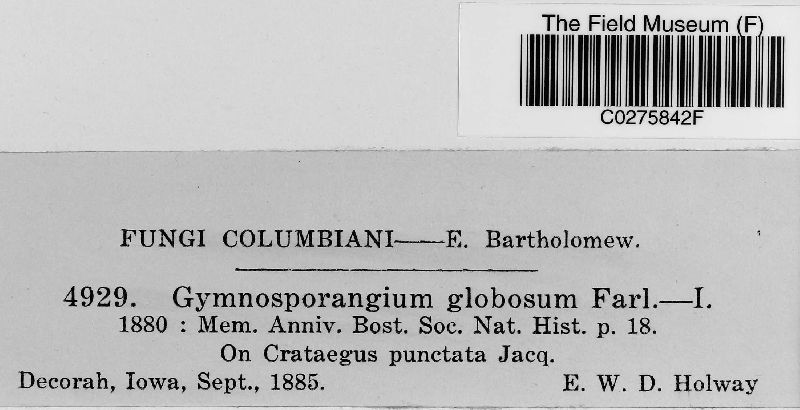 The Field Museum (F)
C0275842F
FUNGI COLUMBIANI——E. Bartholomew.
4929. Gymnosporangium globosum Farl.—I.
1880 : Mem. Anniv. Bost. Soc. Nat. Hist. p. 18.
On Crataegus punctata Jacq.
Decorah, Iowa, Sept., 1885. E. W. D. Holway